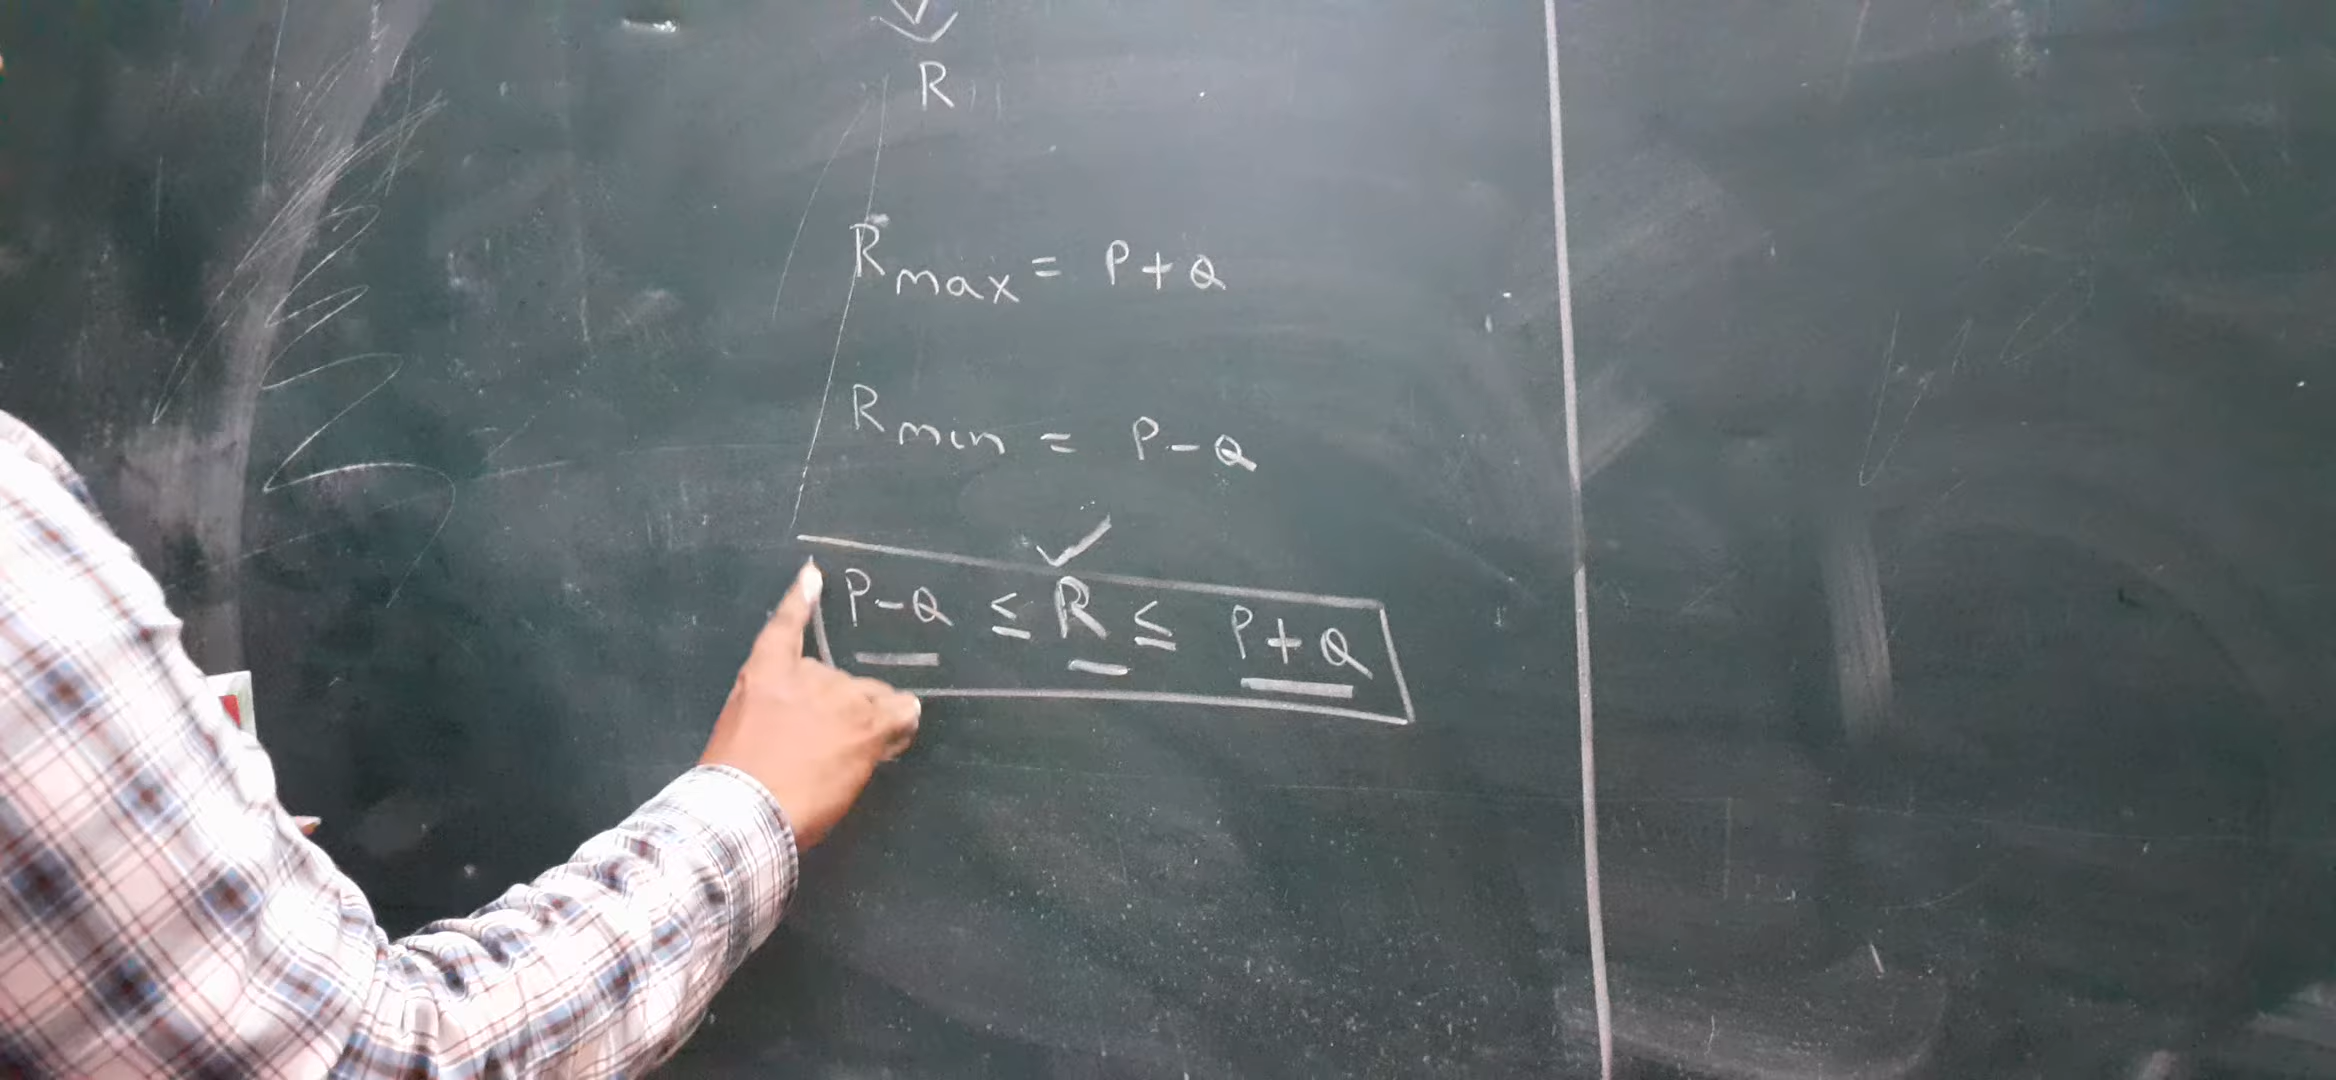 R
Rmax = P+Q
Rmin = P-Q
P-Q ≤ R ≤ P+Q